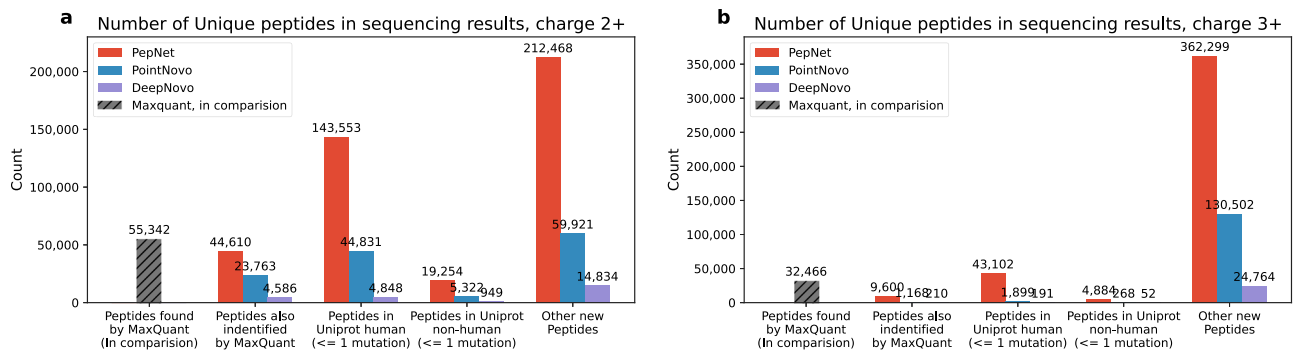 a
Number of Unique peptides in sequencing results, charge 2+
PepNet
PointNovo
DeepNovo
Maxquant, in comparision
Count
200,000
150,000
100,000
50,000
0
55,342
44,610
23,763
4,586
143,553
44,831
4,848
19,254
5,322
949
212,468
59,921
14,834
Peptides found
by MaxQuant
(In comparision)
Peptides also
indentified
by MaxQuant
Peptides in
Uniprot human
(<= 1 mutation)
Peptides in Uniprot
non-human
(<= 1 mutation)
Other new
Peptides
b
Number of Unique peptides in sequencing results, charge 3+
PepNet
PointNovo
DeepNovo
Maxquant, in comparision
Count
350,000
300,000
250,000
200,000
150,000
100,000
50,000
0
32,466
9,600
1,168
210
43,102
1,899
191
4,884
268
52
362,299
130,502
24,764
Peptides found
by MaxQuant
(In comparision)
Peptides also
indentified
by MaxQuant
Peptides in
Uniprot human
(<= 1 mutation)
Peptides in Uniprot
non-human
(<= 1 mutation)
Other new
Peptides